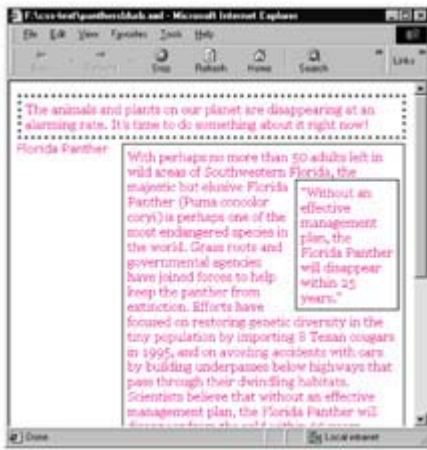 F:\css-text\panthersblurb.xml - Microsoft Internet Explorer
File Edit View Favorites Tools Help
Stop Refresh Home Search Links
The animals and plants on our planet are disappearing at an
alarming rate. It's time to do something about it right now!
Florida Panther
With perhaps no more than 50 adults left in
wild areas of Southwestern Florida, the
majestic but elusive Florida
Panther (Puma concolor
coryi) is perhaps one of the
most endangered species in
the world. Grass roots and
governmental agencies
have joined forces to help
keep the panther from
extinction. Efforts have
"Without an
effective
management
plan, the
Florida Panther
will disappear
within 25
years."
focused on restoring genetic diversity in the
tiny population by importing 8 Texan cougars
in 1995, and on avoiding accidents with cars
by building underpasses below highways that
pass through their dwindling habitats.
Scientists believe that without an effective
management plan, the Florida Panther will
disappear from the wild within 25 years
Done Local intranet